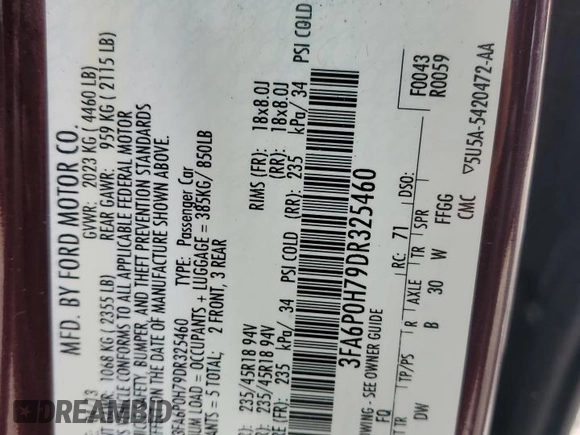 MFD. BY FORD MOTOR CO.
GVWR: 2023 KG ( 4460 LB)
1068 KG ( 2355 LB) REAR GAWR: 959 KG ( 2115 LB)
VEHICLE CONFORMS TO ALL APPLICABLE FEDERAL MOTOR
SAFETY, BUMPER, AND THEFT PREVENTION STANDARDS
EFFECT ON THE DATE OF MANUFACTURE SHOWN ABOVE.
3FA6P0H79DR325460 TYPE: Passenger Car
LOAD = OCCUPANTS + LUGGAGE = 385KG/ 850LB
= 5 TOTAL; 2 FRONT, 3 REAR
235/45R18 94V RIMS (FR): 18x8.0J
(RR): 235/45R18 94V (RR): 18x8.0J
(FR): 235 kPa/ 34 PSI COLD (RR): 235 kPa/ 34 PSI COLD
3FA6P0H79DR325460
- SEE OWNER GUIDE
RC: 71 DSO: F0043
R0059
TR TP/PS R AXLE TR SPR
DW B 30 W FFGG
CMC ▽5U5A-5420472-AA
DREAMBID